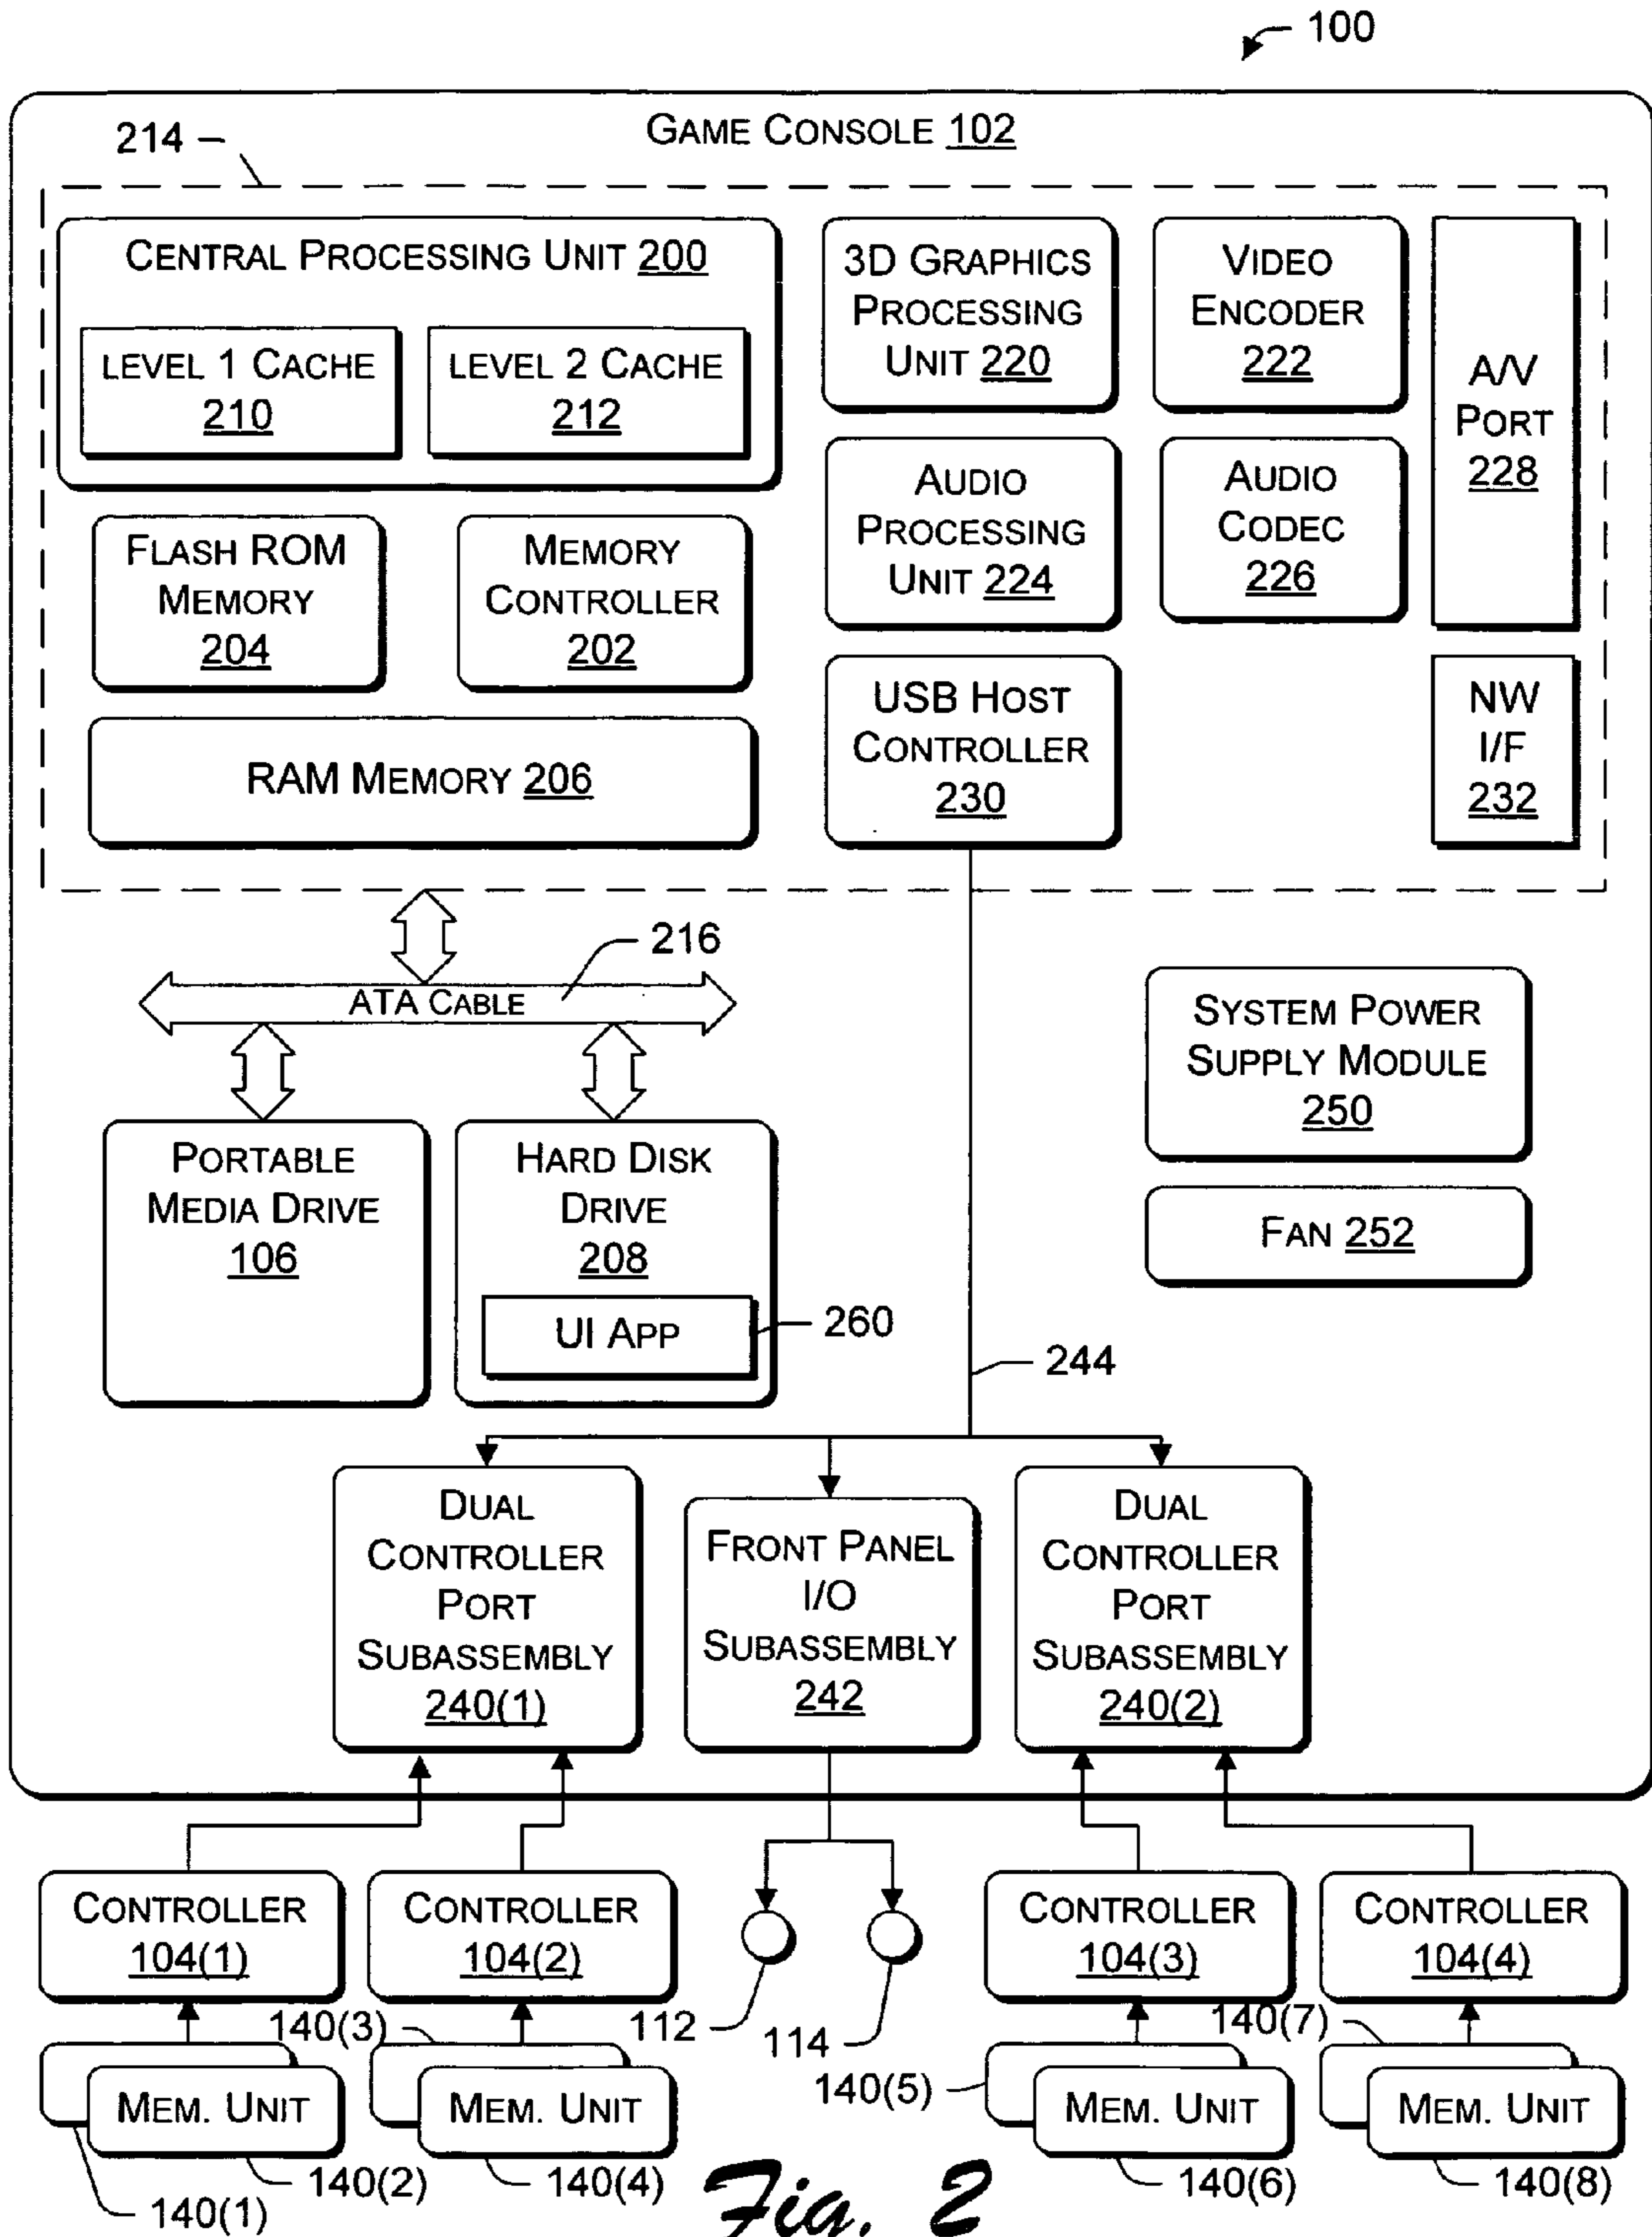 100
GAME CONSOLE 102
214
CENTRAL PROCESSING UNIT 200
LEVEL 1 CACHE
210
LEVEL 2 CACHE
212
3D GRAPHICS
PROCESSING
UNIT 220
VIDEO
ENCODER
222
A/V
PORT
228
FLASH ROM
MEMORY
204
MEMORY
CONTROLLER
202
AUDIO
PROCESSING
UNIT 224
AUDIO
CODEC
226
RAM MEMORY 206
USB HOST
CONTROLLER
230
NW
I/F
232
216
ATA CABLE
SYSTEM POWER
SUPPLY MODULE
250
PORTABLE
MEDIA DRIVE
106
HARD DISK
DRIVE
208
UI APP
260
FAN 252
244
DUAL
CONTROLLER
PORT
SUBASSEMBLY
240(1)
FRONT PANEL
I/O
SUBASSEMBLY
242
DUAL
CONTROLLER
PORT
SUBASSEMBLY
240(2)
CONTROLLER
104(1)
CONTROLLER
104(2)
CONTROLLER
104(3)
CONTROLLER
104(4)
140(3)
112
114
140(7)
140(5)
MEM. UNIT
MEM. UNIT
MEM. UNIT
MEM. UNIT
140(1)
140(2)
140(4)
140(6)
140(8)
Fig. 2